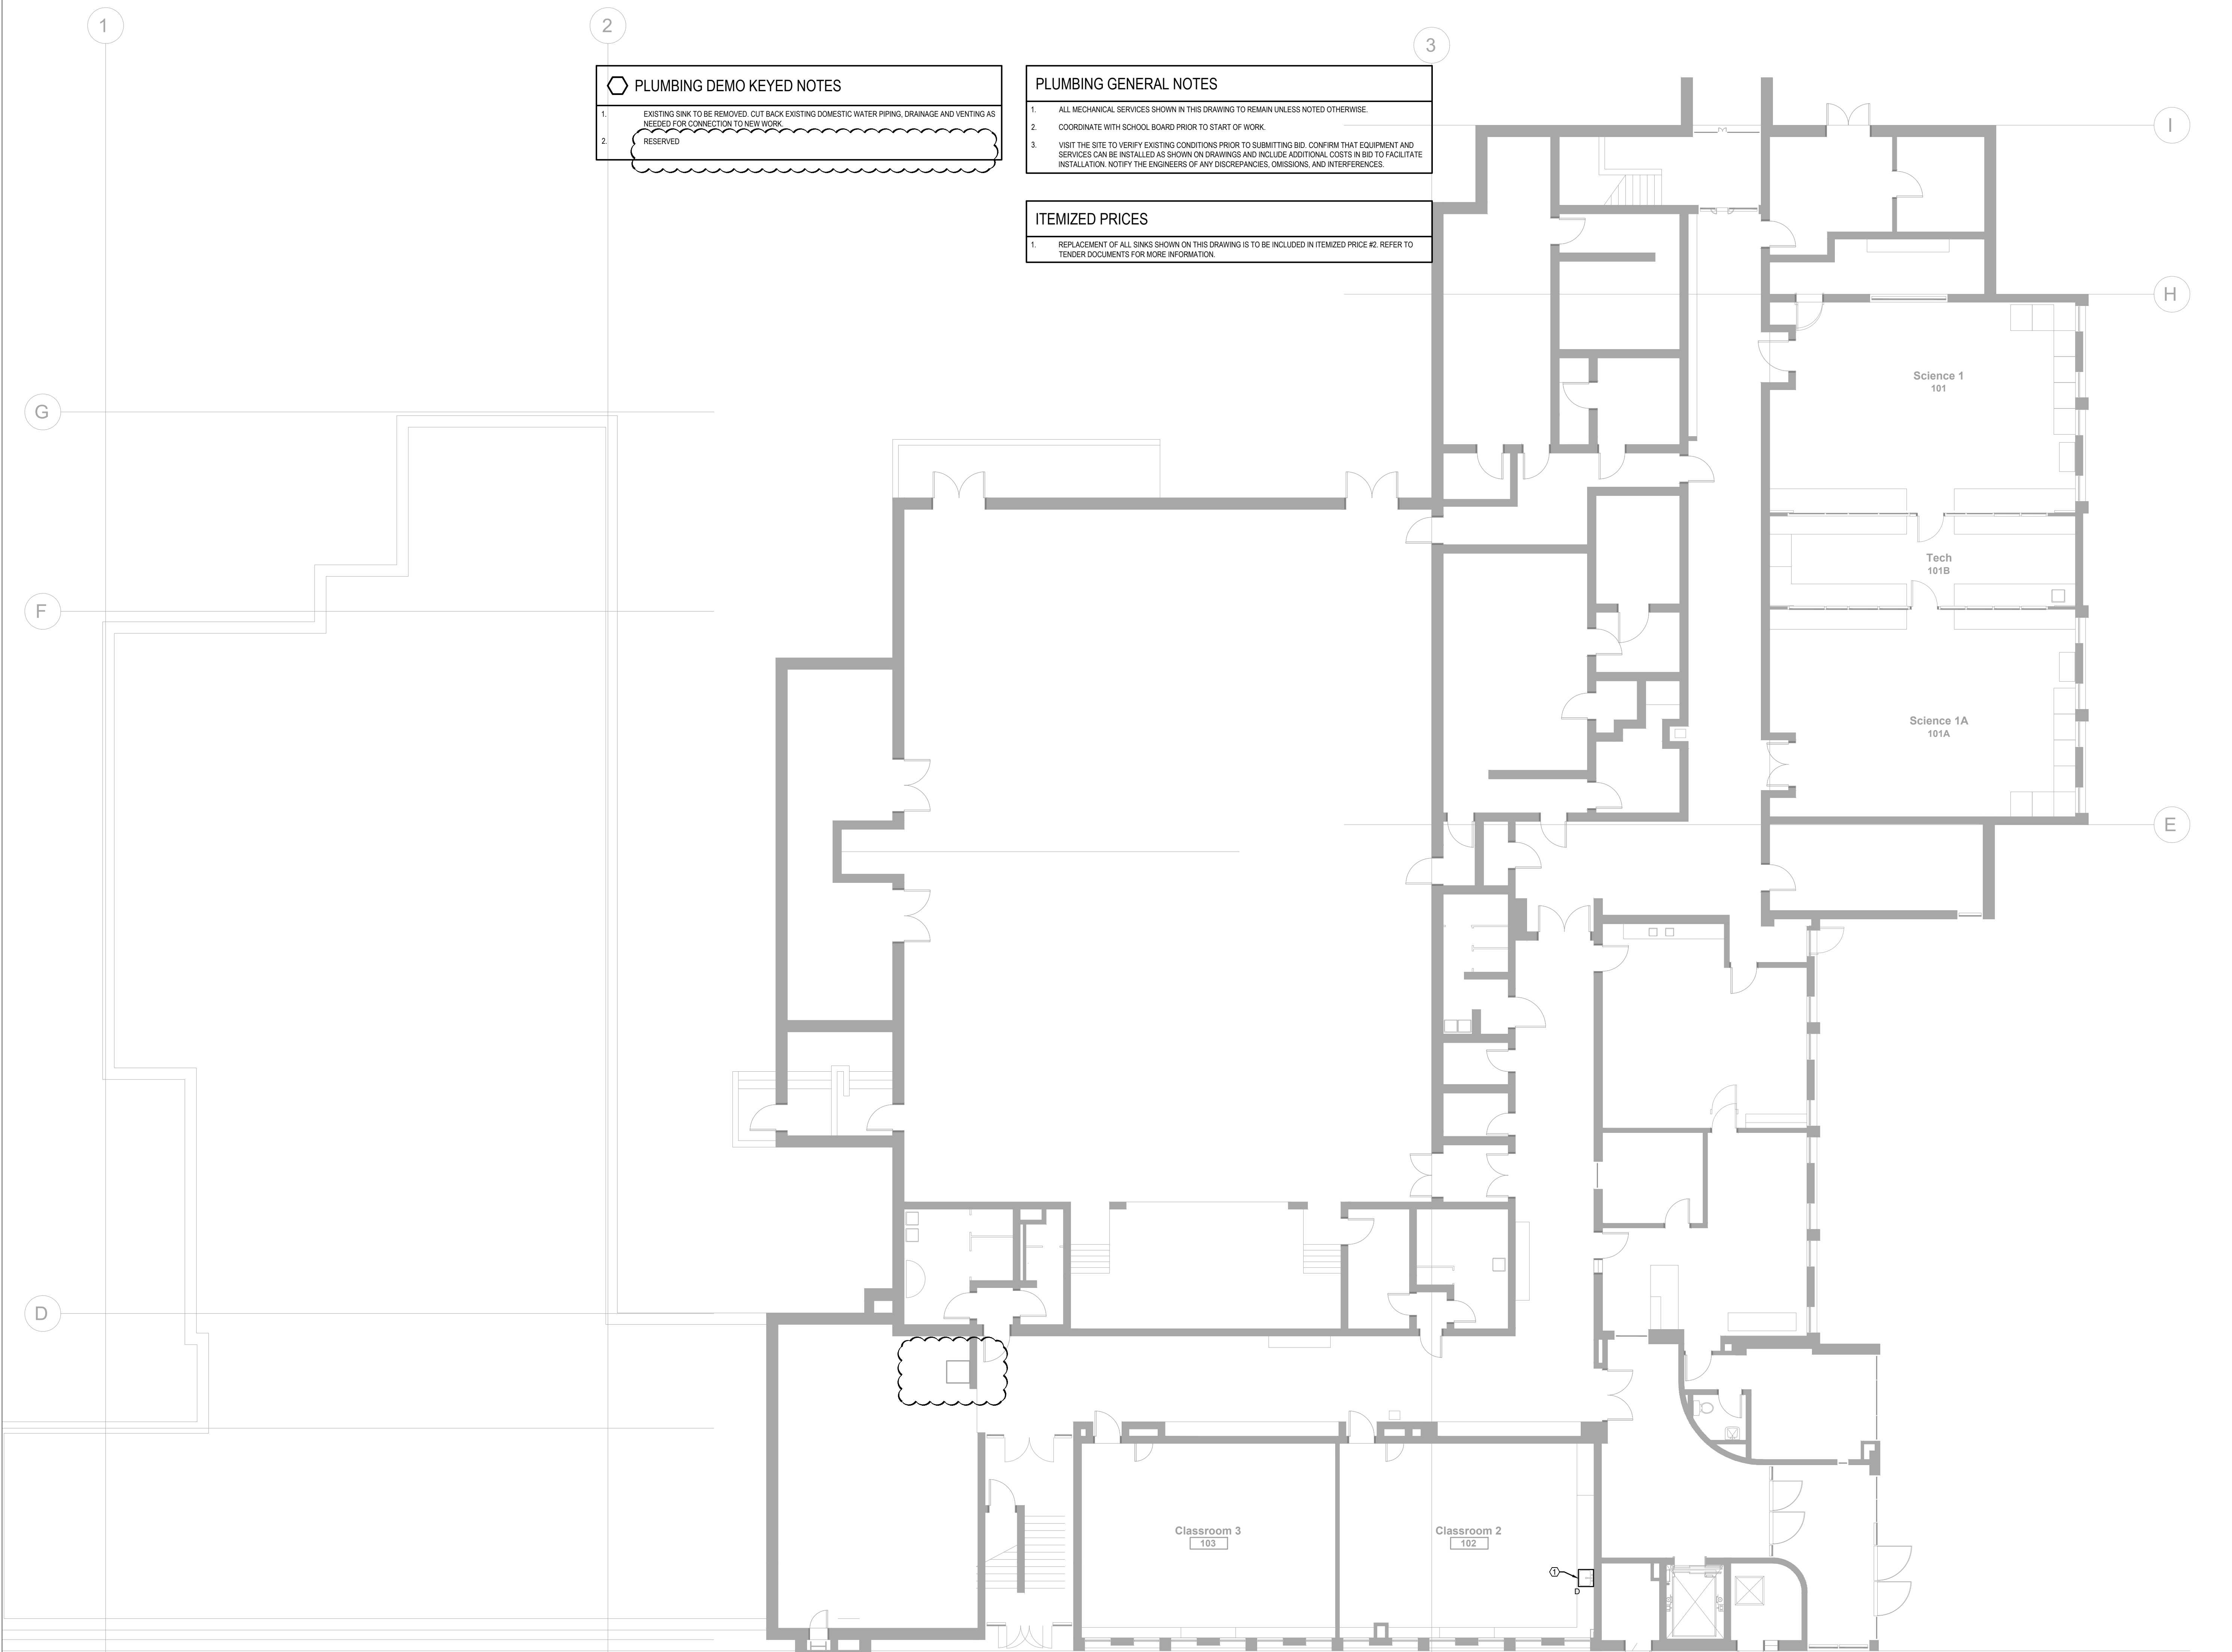 1
2
3
PLUMBING DEMO KEYED NOTES
1. EXISTING SINK TO BE REMOVED. CUT BACK EXISTING DOMESTIC WATER PIPING, DRAINAGE AND VENTING AS
NEEDED FOR CONNECTION TO NEW WORK.
2. RESERVED
PLUMBING GENERAL NOTES
1. ALL MECHANICAL SERVICES SHOWN IN THIS DRAWING TO REMAIN UNLESS NOTED OTHERWISE.
2. COORDINATE WITH SCHOOL BOARD PRIOR TO START OF WORK.
3. VISIT THE SITE TO VERIFY EXISTING CONDITIONS PRIOR TO SUBMITTING BID. CONFIRM THAT EQUIPMENT AND
SERVICES CAN BE INSTALLED AS SHOWN ON DRAWINGS AND INCLUDE ADDITIONAL COSTS IN BID TO FACILITATE
INSTALLATION. NOTIFY THE ENGINEERS OF ANY DISCREPANCIES, OMISSIONS, AND INTERFERENCES.
ITEMIZED PRICES
1. REPLACEMENT OF ALL SINKS SHOWN ON THIS DRAWING IS TO BE INCLUDED IN ITEMIZED PRICE #2. REFER TO
TENDER DOCUMENTS FOR MORE INFORMATION.
I
H
Science 1
101
G
Tech
101B
F
Science 1A
101A
E
D
Classroom 3
103
Classroom 2
102
1
D